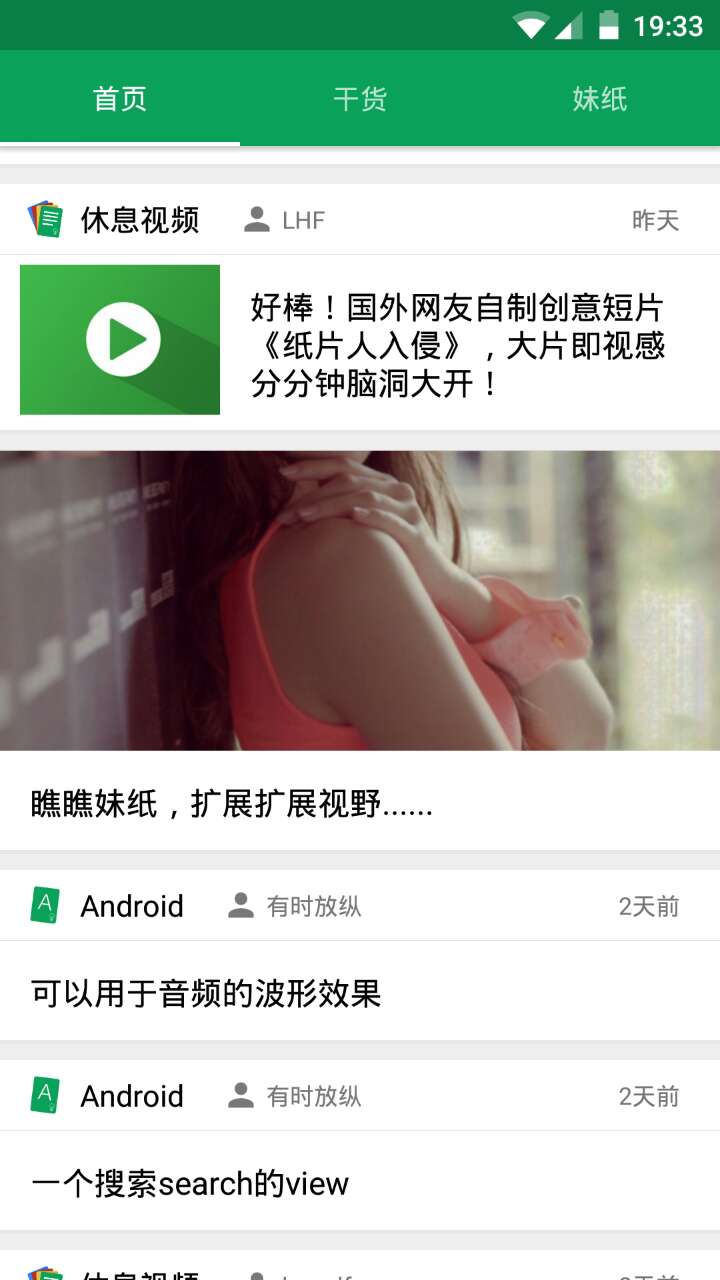 19:33
首页 干货 妹纸
休息视频 LHF 昨天
好棒！国外网友自制创意短片
《纸片人入侵》，大片即视感
分分钟脑洞大开！
瞧瞧妹纸，扩展扩展视野......
Android 有时放纵 2天前
可以用于音频的波形效果
Android 有时放纵 2天前
一个搜索search的view
休息视频